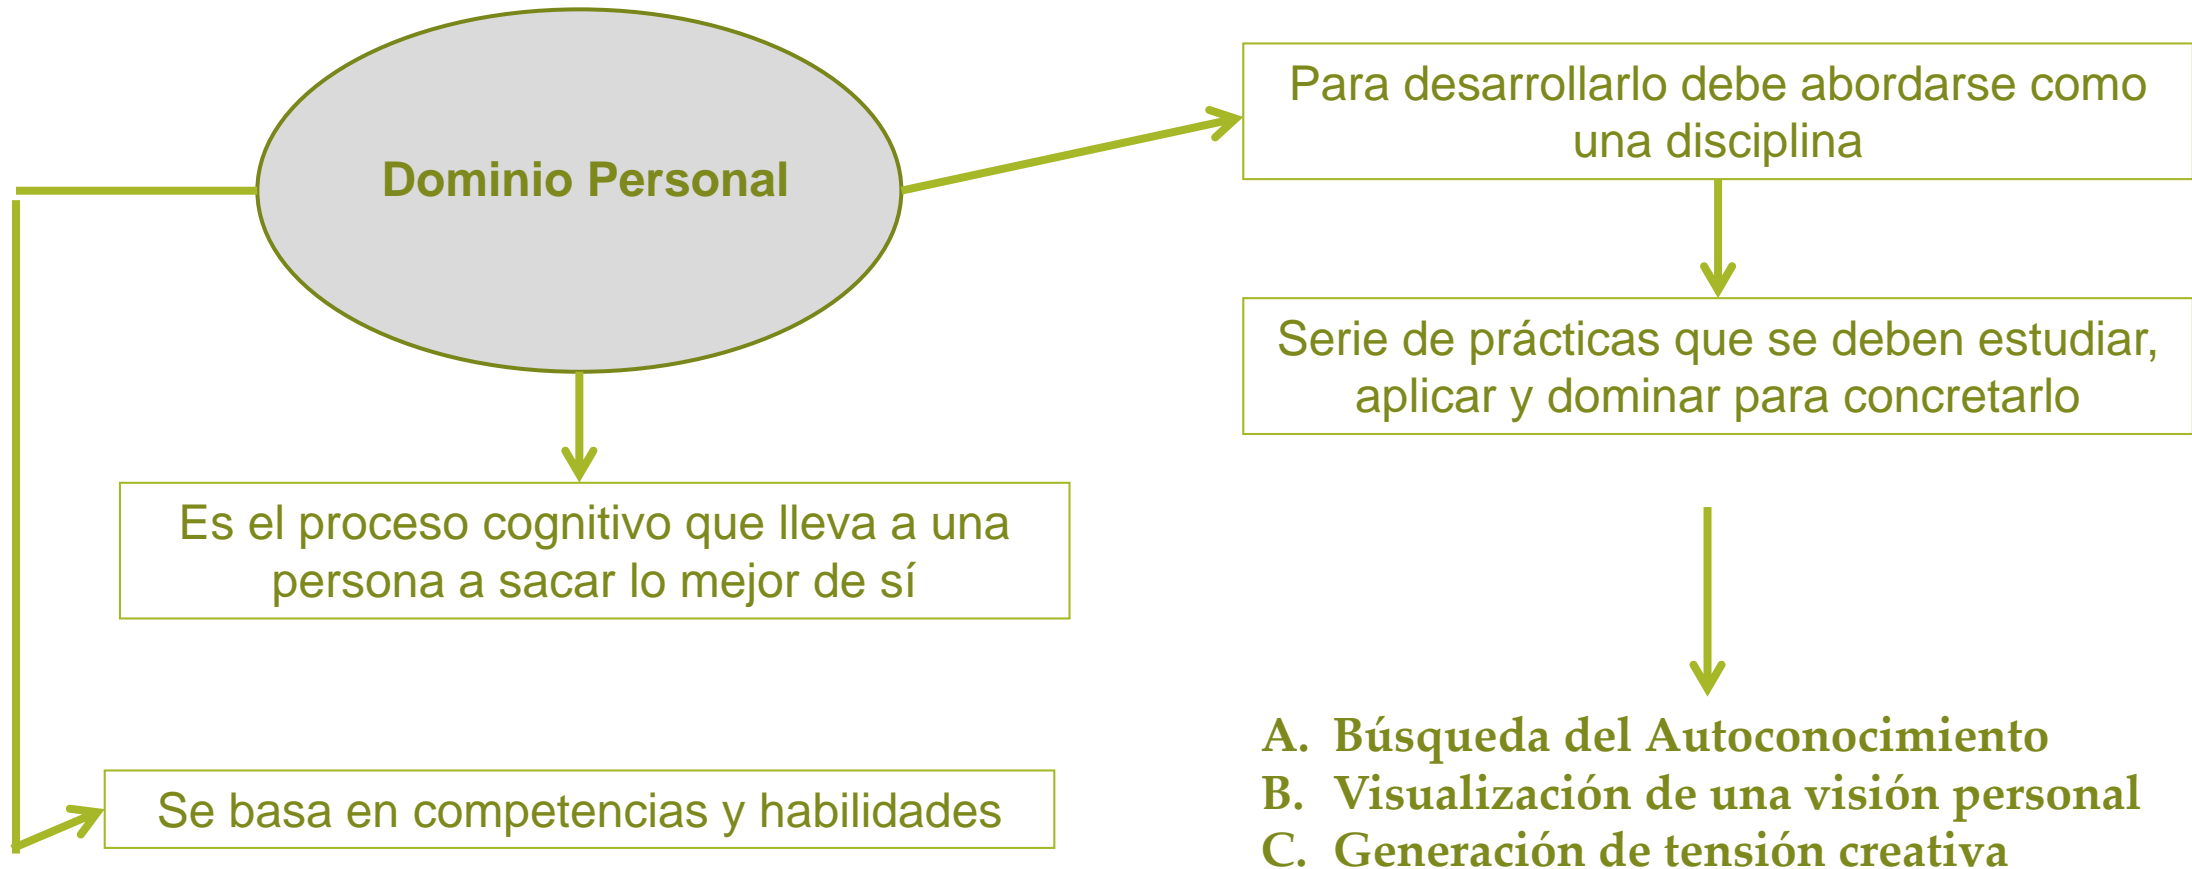 Dominio Personal
Es el proceso cognitivo que lleva a una
persona a sacar lo mejor de sí
Se basa en competencias y habilidades
Para desarrollarlo debe abordarse como
una disciplina
Serie de prácticas que se deben estudiar,
aplicar y dominar para concretarlo
A. Búsqueda del Autoconocimiento
B. Visualización de una visión personal
C. Generación de tensión creativa